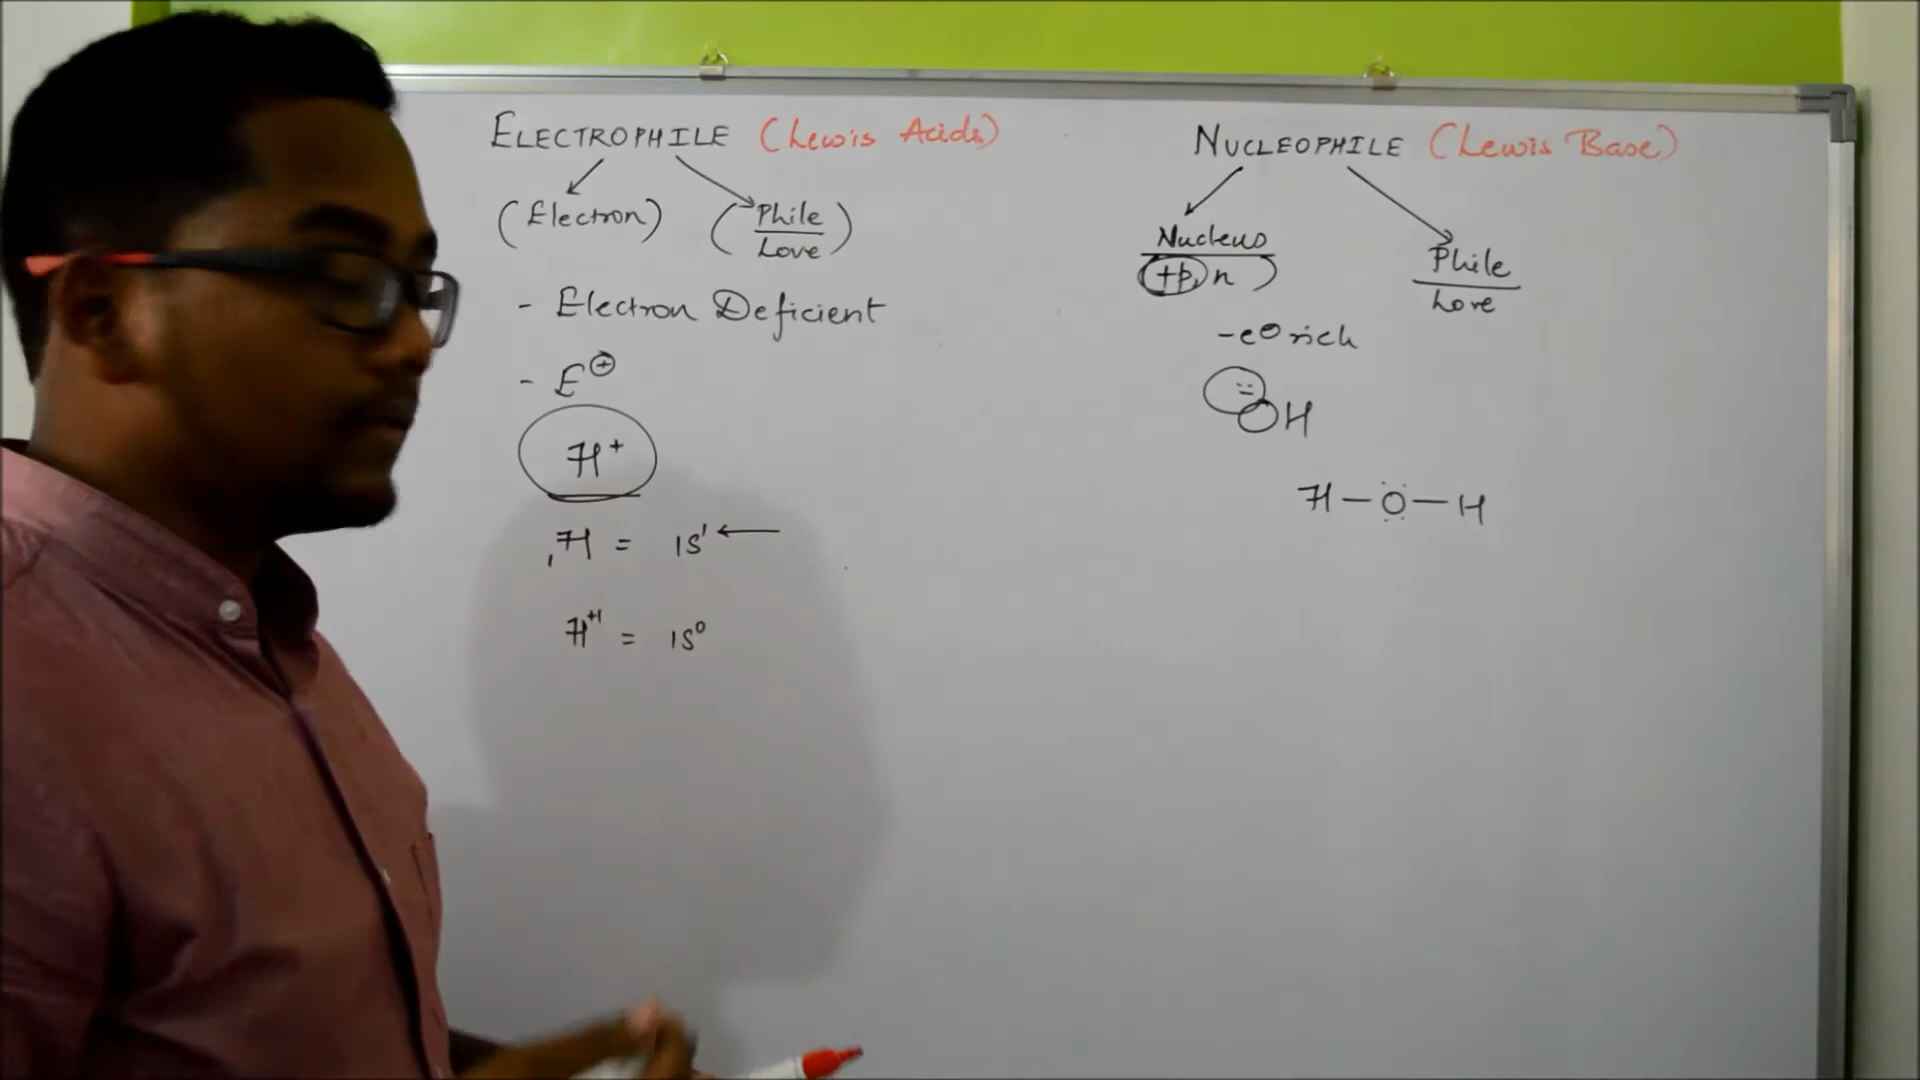 ELECTROPHILE (Lewis Acids)
(Electron) (Phile
Love)
- Electron Deficient
- E⊕
H+
1H = 1S1 ←
H+1 = 1S0
NUCLEOPHILE (Lewis Base)
Nucleus
(+p, n)
Phile
Love
- e⊖ rich
OH
H — O — H